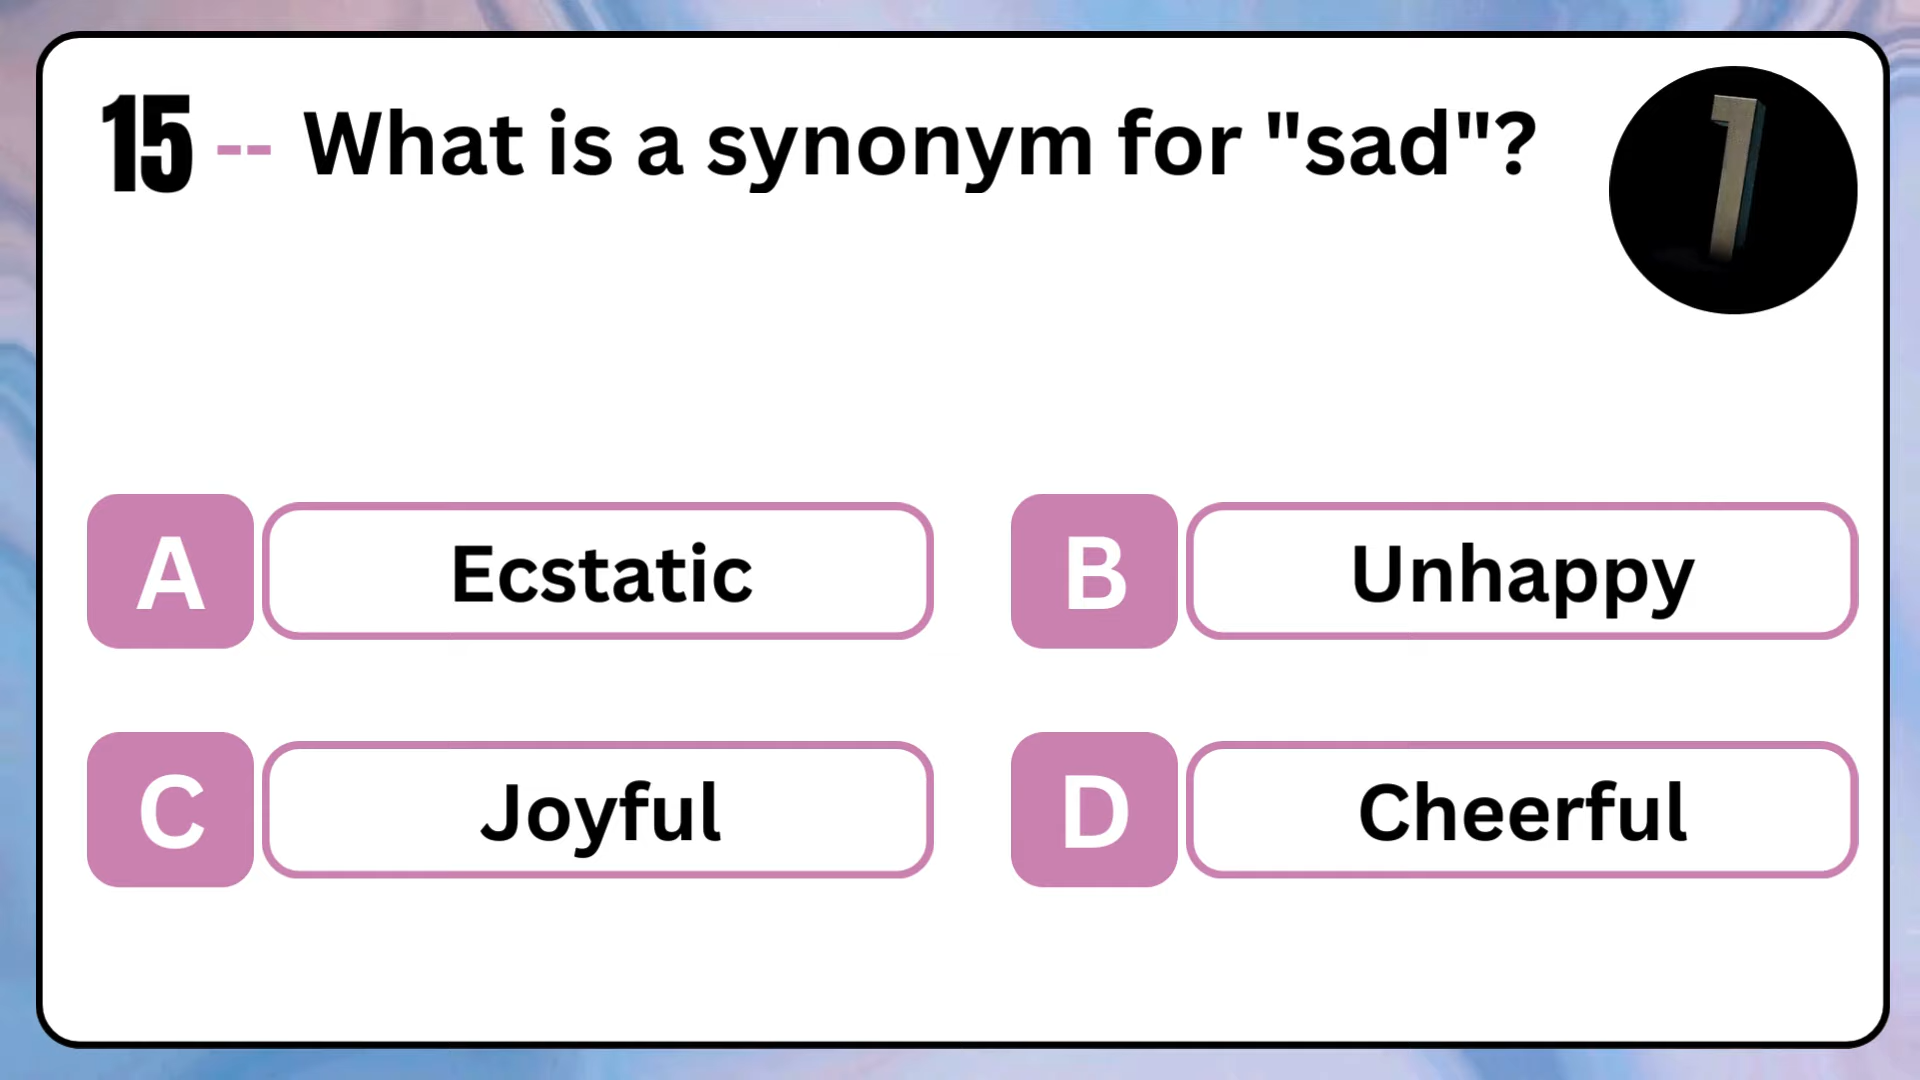 15 -- What is a synonym for "sad"?
1
A Ecstatic
B Unhappy
C Joyful
D Cheerful